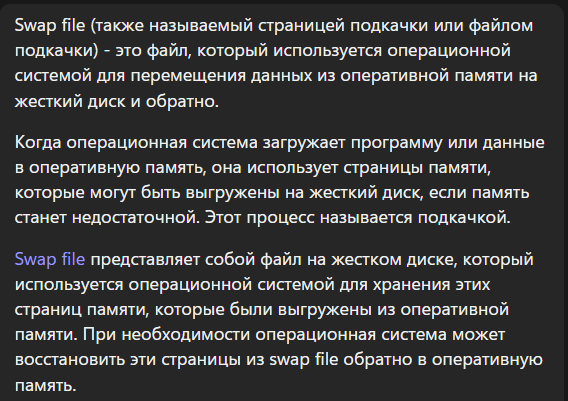 Swap file (также называемый страницей подкачки или файлом
подкачки) - это файл, который используется операционной
системой для перемещения данных из оперативной памяти на
жесткий диск и обратно.
Когда операционная система загружает программу или данные
в оперативную память, она использует страницы памяти,
которые могут быть выгружены на жесткий диск, если память
станет недостаточной. Этот процесс называется подкачкой.
Swap file представляет собой файл на жестком диске, который
используется операционной системой для хранения этих
страниц памяти, которые были выгружены из оперативной
памяти. При необходимости операционная система может
восстановить эти страницы из swap file обратно в оперативную
память.